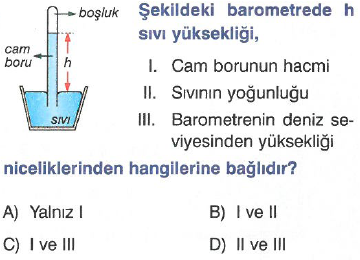 boşluk
cam
boru
h
SIVI
Şekildeki barometrede h
sıvı yüksekliği,
I. Cam borunun hacmi
II. Sıvının yoğunluğu
III. Barometrenin deniz se-
viyesinden yüksekliği
niceliklerinden hangilerine bağlıdır?
A) Yalnız I
B) I ve II
C) I ve III
D) II ve III